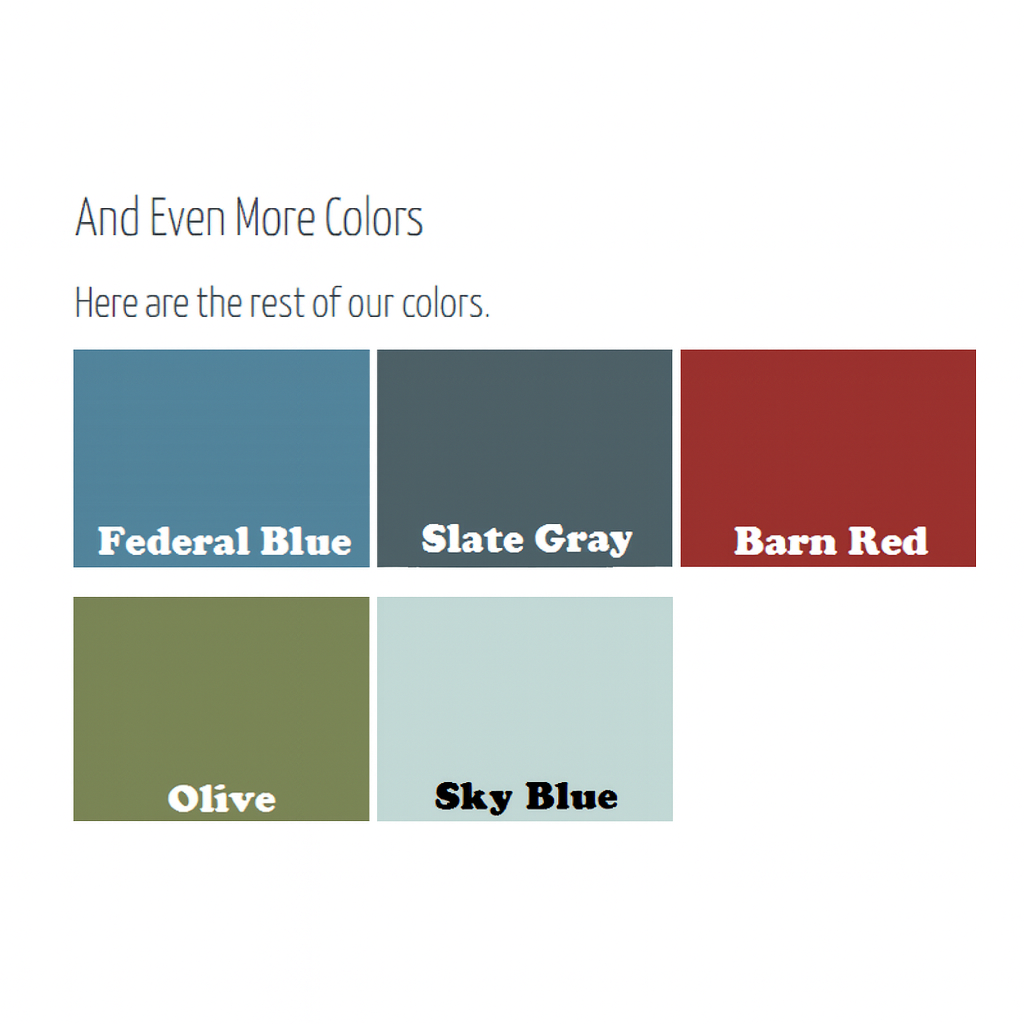 And Even More Colors
Here are the rest of our colors.
Federal Blue Slate Gray Barn Red
Olive Sky Blue